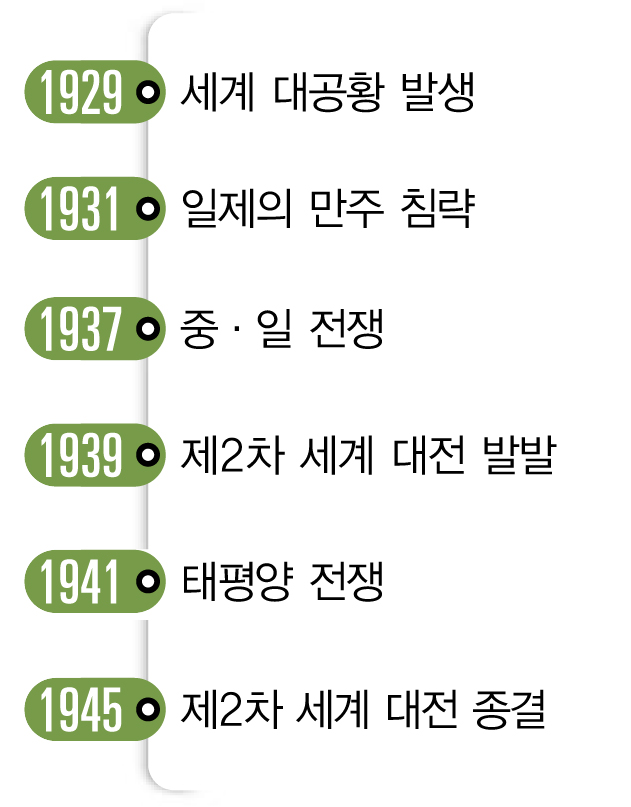 1929 세계 대공황 발생
1931 일제의 만주 침략
1937 중·일 전쟁
1939 제2차 세계 대전 발발
1941 태평양 전쟁
1945 제2차 세계 대전 종결